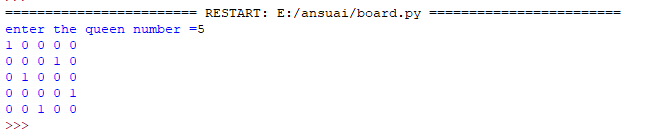 ========================= RESTART: E:/ansuai/board.py =========================
enter the queen number =5
1 0 0 0 0
0 0 0 1 0
0 1 0 0 0
0 0 0 0 1
0 0 1 0 0
>>>